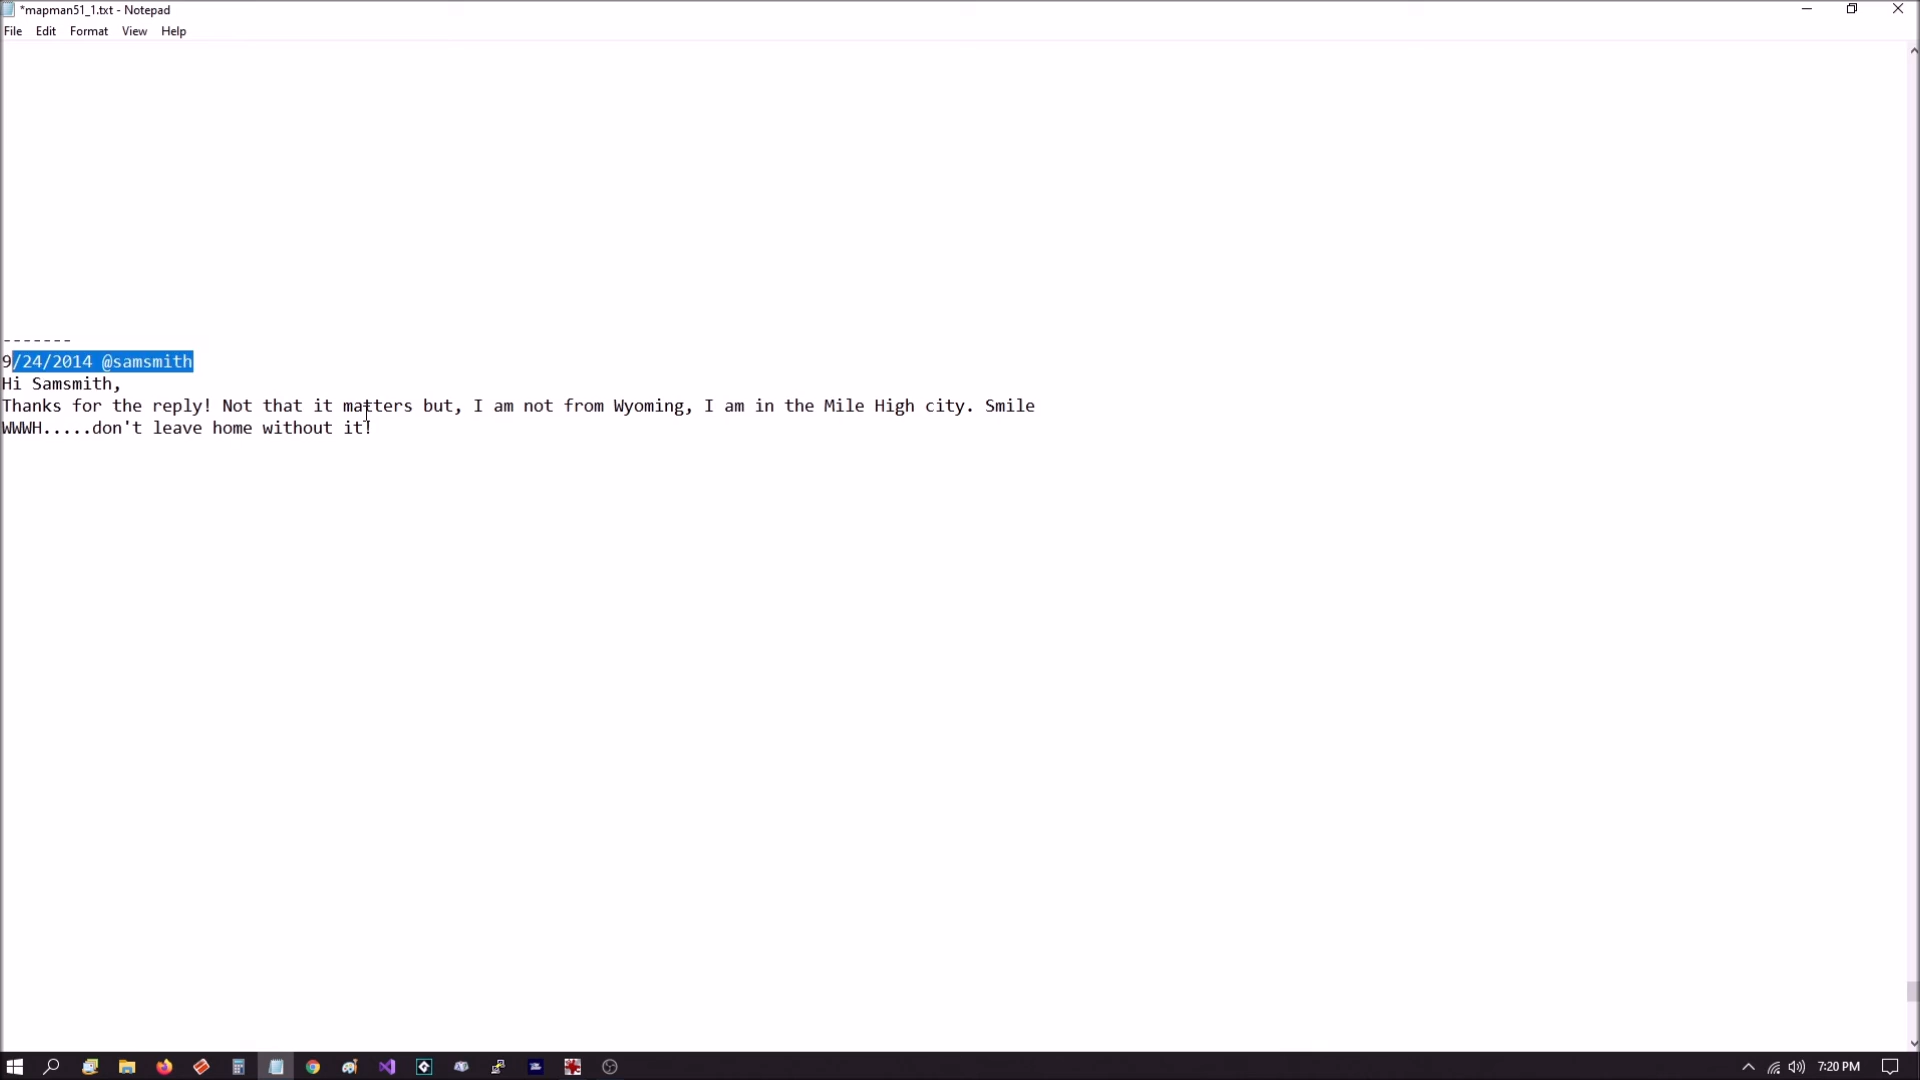 *mapman51_1.txt - Notepad
File Edit Format View Help
-------
9/24/2014 @samsmith
Hi Samsmith,
Thanks for the reply! Not that it matters but, I am not from Wyoming, I am in the Mile High city. Smile
WWWH.....don't leave home without it!
7:20 PM